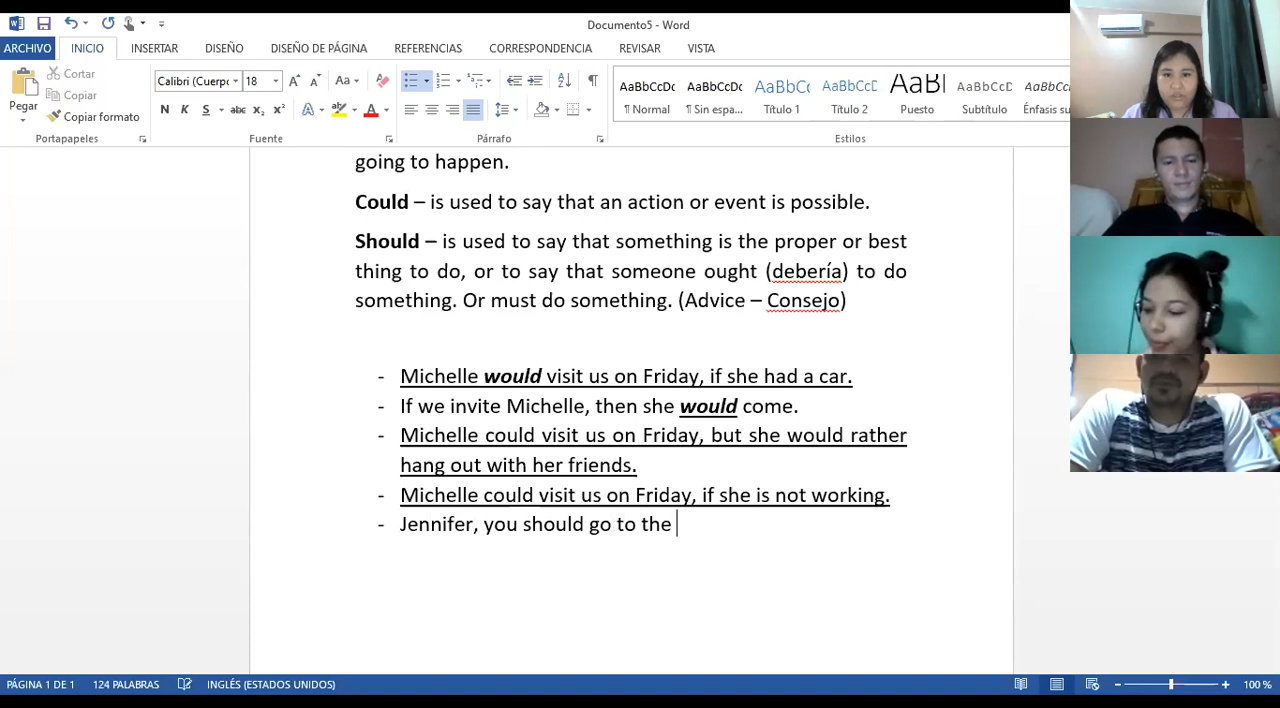 Documento5 - Word
ARCHIVO INICIO INSERTAR DISEÑO DISEÑO DE PÁGINA REFERENCIAS CORRESPONDENCIA REVISAR VISTA
Pegar
Cortar
Copiar
Copiar formato
Calibri (Cuerpo 18
Aa
N K S abc x₂ x²
AaBbCcDc AaBbCcDc AaBbCc AaBbCcD AaBl AaBbCcD AaBbCcDc
¶ Normal ¶ Sin espa... Título 1 Título 2 Puesto Subtítulo Énfasis su
Portapapeles Fuente Párrafo Estilos
going to happen.
Could – is used to say that an action or event is possible.
Should – is used to say that something is the proper or best
thing to do, or to say that someone ought (debería) to do
something. Or must do something. (Advice – Consejo)
- Michelle would visit us on Friday, if she had a car.
- If we invite Michelle, then she would come.
- Michelle could visit us on Friday, but she would rather
hang out with her friends.
- Michelle could visit us on Friday, if she is not working.
- Jennifer, you should go to the
PÁGINA 1 DE 1 124 PALABRAS INGLÉS (ESTADOS UNIDOS) 100 %